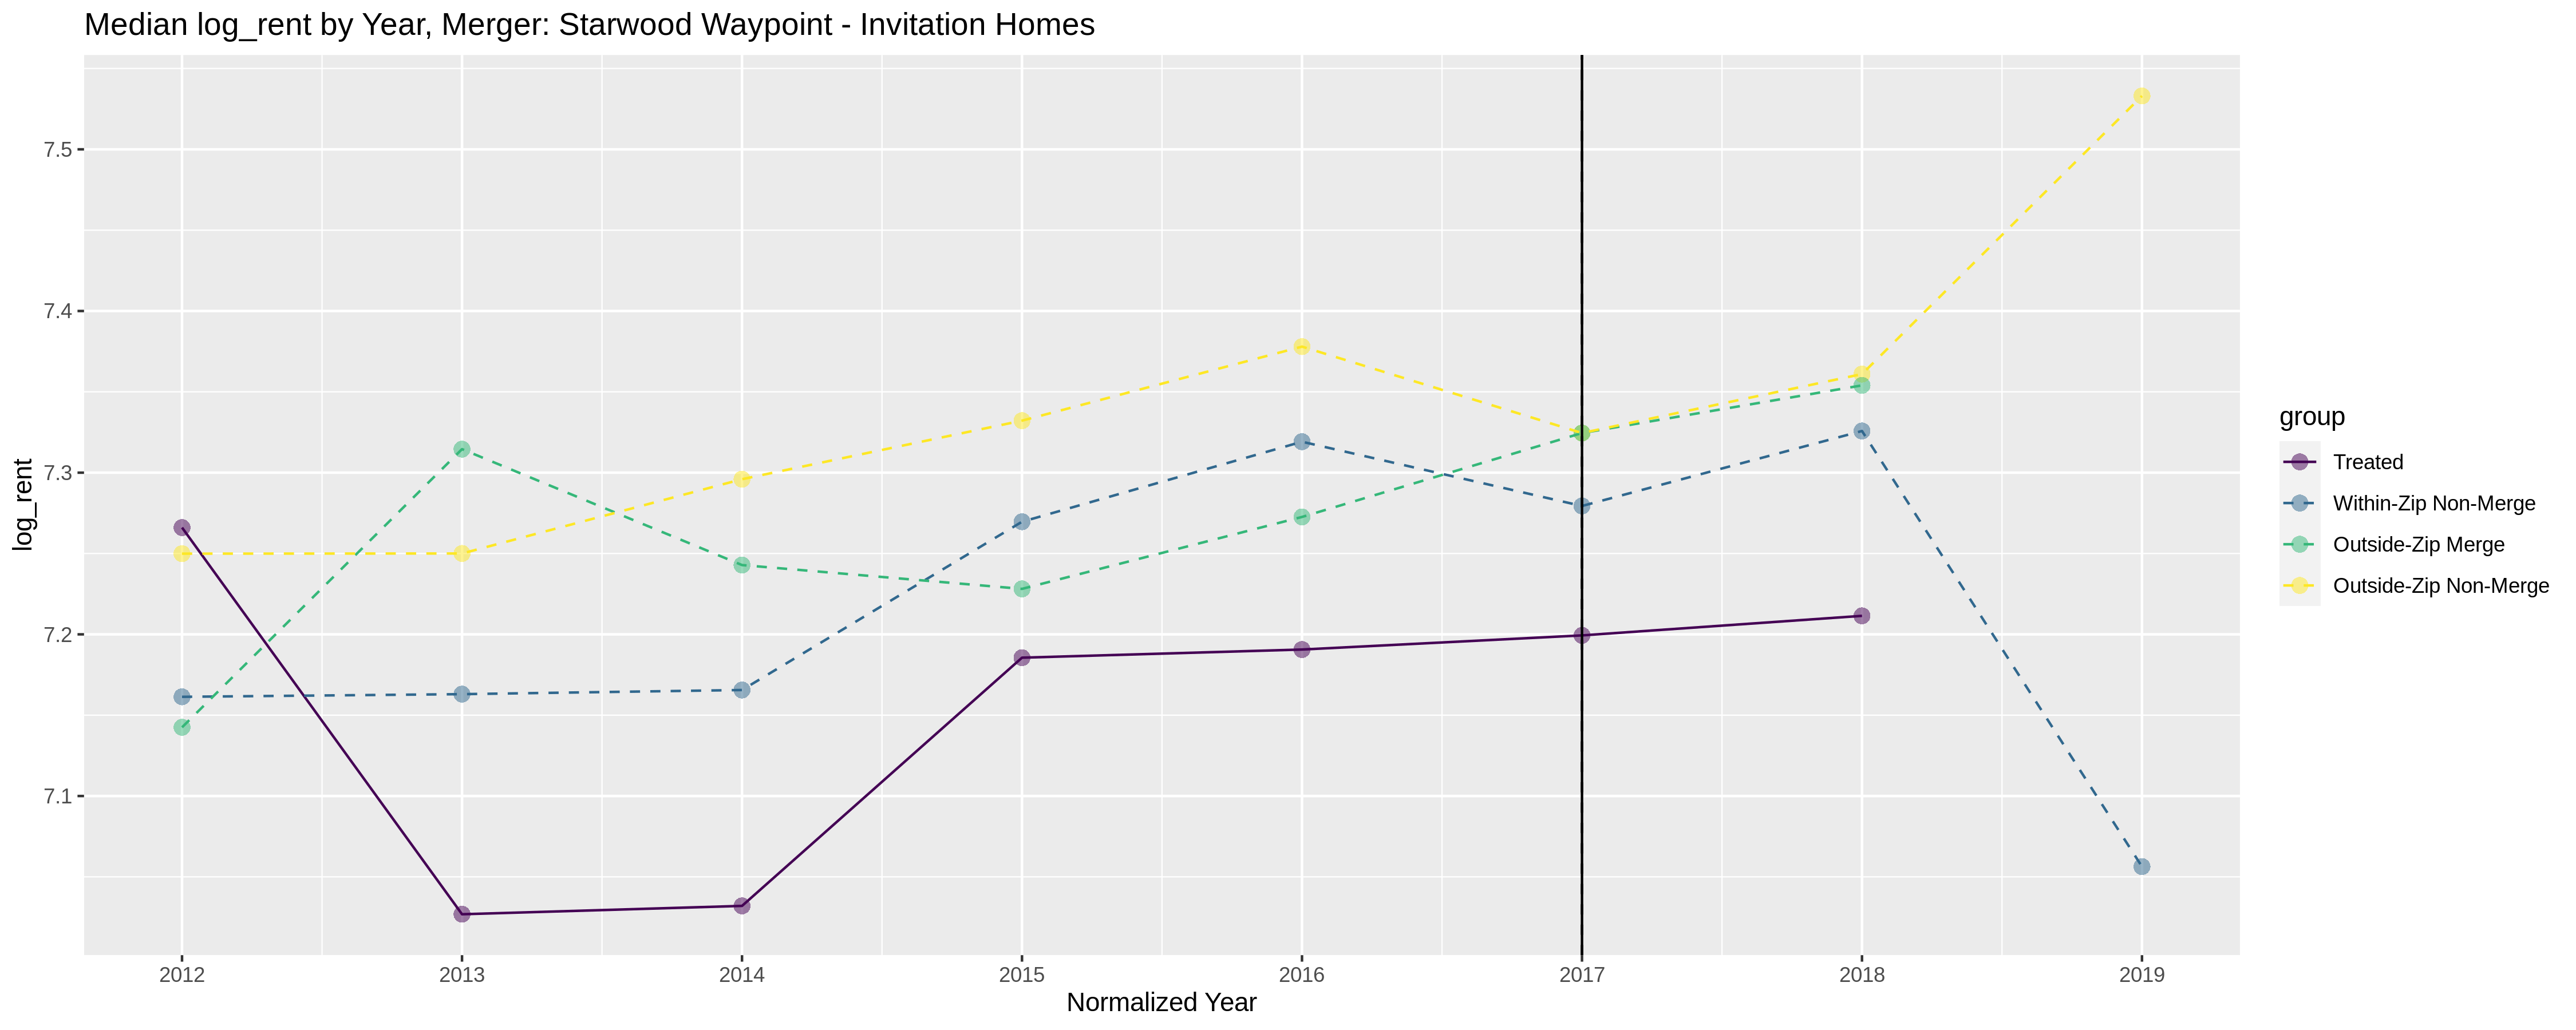 Median log_rent by Year, Merger: Starwood Waypoint - Invitation Homes
7.5
7.4
7.3
7.2
7.1
log_rent
2012 2013 2014 2015 2016 2017 2018 2019
Normalized Year
group
Treated
Within-Zip Non-Merge
Outside-Zip Merge
Outside-Zip Non-Merge